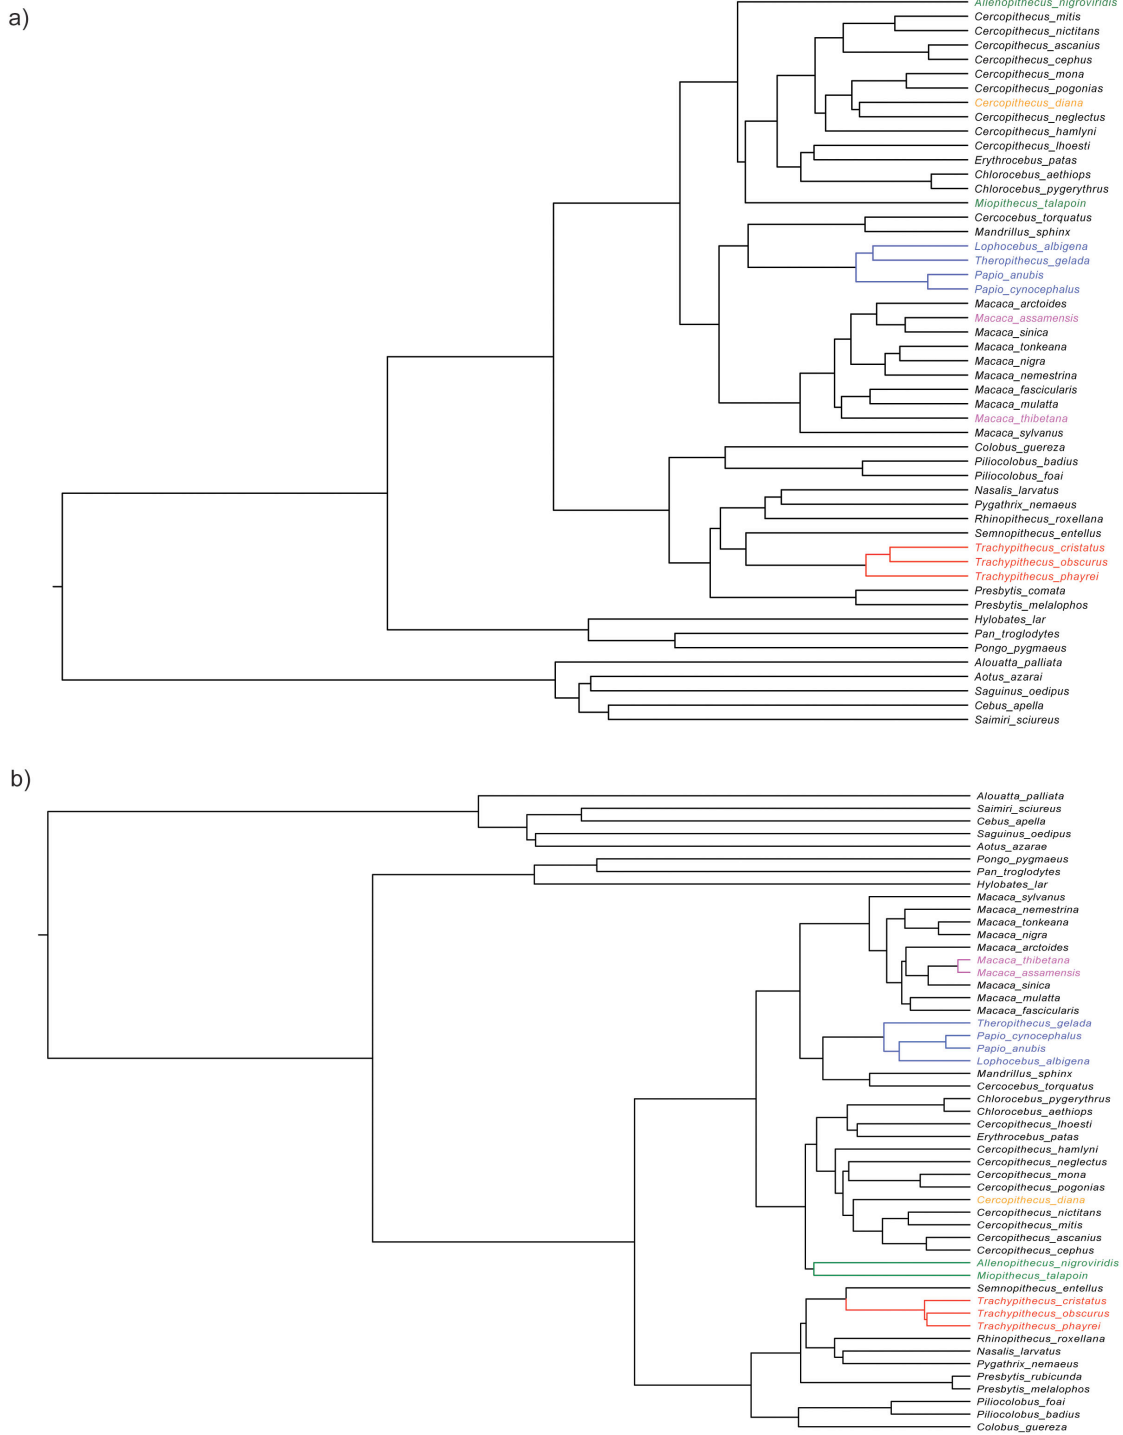 a)
Allenopithecus_nigroviridis
Cercopithecus_mitis
Cercopithecus_nictitans
Cercopithecus_ascanius
Cercopithecus_cephus
Cercopithecus_mona
Cercopithecus_pogonias
Cercopithecus_diana
Cercopithecus_neglectus
Cercopithecus_hamlyni
Cercopithecus_lhoesti
Erythrocebus_patas
Chlorocebus_aethiops
Chlorocebus_pygerythrus
Miopithecus_talapoin
Cercocebus_torquatus
Mandrillus_sphinx
Lophocebus_albigena
Theropithecus_gelada
Papio_anubis
Papio_cynocephalus
Macaca_arctoides
Macaca_assamensis
Macaca_sinica
Macaca_tonkeana
Macaca_nigra
Macaca_nemestrina
Macaca_fascicularis
Macaca_mulatta
Macaca_thibetana
Macaca_sylvanus
Colobus_guereza
Piliocolobus_badius
Piliocolobus_foai
Nasalis_larvatus
Pygathrix_nemaeus
Rhinopithecus_roxellana
Semnopithecus_entellus
Trachypithecus_cristatus
Trachypithecus_obscurus
Trachypithecus_phayrei
Presbytis_comata
Presbytis_melalophos
Hylobates_lar
Pan_troglodytes
Pongo_pygmaeus
Alouatta_palliata
Aotus_azarai
Saguinus_oedipus
Cebus_apella
Saimiri_sciureus
b)
Alouatta_palliata
Saimiri_sciureus
Cebus_apella
Saguinus_oedipus
Aotus_azarae
Pongo_pygmaeus
Pan_troglodytes
Hylobates_lar
Macaca_sylvanus
Macaca_nemestrina
Macaca_tonkeana
Macaca_nigra
Macaca_arctoides
Macaca_thibetana
Macaca_assamensis
Macaca_sinica
Macaca_mulatta
Macaca_fascicularis
Theropithecus_gelada
Papio_cynocephalus
Papio_anubis
Lophocebus_albigena
Mandrillus_sphinx
Cercocebus_torquatus
Chlorocebus_pygerythrus
Chlorocebus_aethiops
Cercopithecus_lhoesti
Erythrocebus_patas
Cercopithecus_hamlyni
Cercopithecus_neglectus
Cercopithecus_mona
Cercopithecus_pogonias
Cercopithecus_diana
Cercopithecus_nictitans
Cercopithecus_mitis
Cercopithecus_ascanius
Cercopithecus_cephus
Allenopithecus_nigroviridis
Miopithecus_talapoin
Semnopithecus_entellus
Trachypithecus_cristatus
Trachypithecus_obscurus
Trachypithecus_phayrei
Rhinopithecus_roxellana
Nasalis_larvatus
Pygathrix_nemaeus
Presbytis_rubicunda
Presbytis_melalophos
Piliocolobus_foai
Piliocolobus_badius
Colobus_guereza